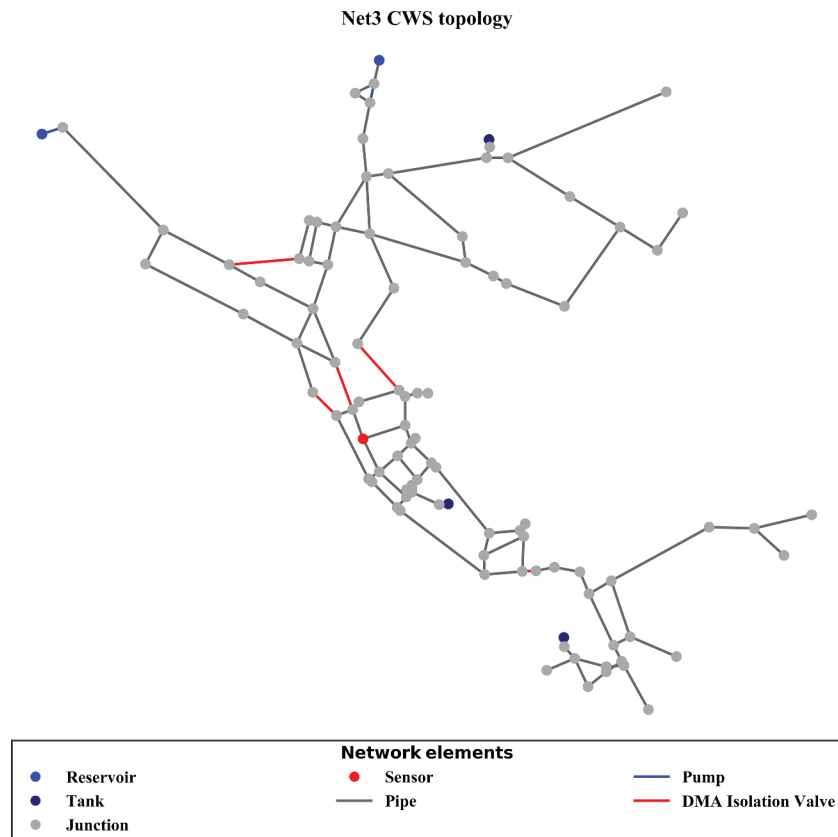 Net3 CWS topology
Network elements
Reservoir
Sensor
Pump
Tank
Pipe
DMA Isolation Valve
Junction